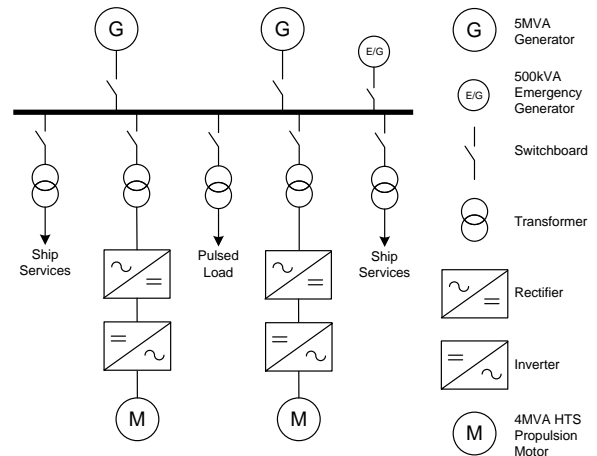 G
G
E/G
Ship
Services
Pulsed
Load
Ship
Services
M
M
G
5MVA
Generator
E/G
500kVA
Emergency
Generator
Switchboard
Transformer
Rectifier
Inverter
M
4MVA HTS
Propulsion
Motor